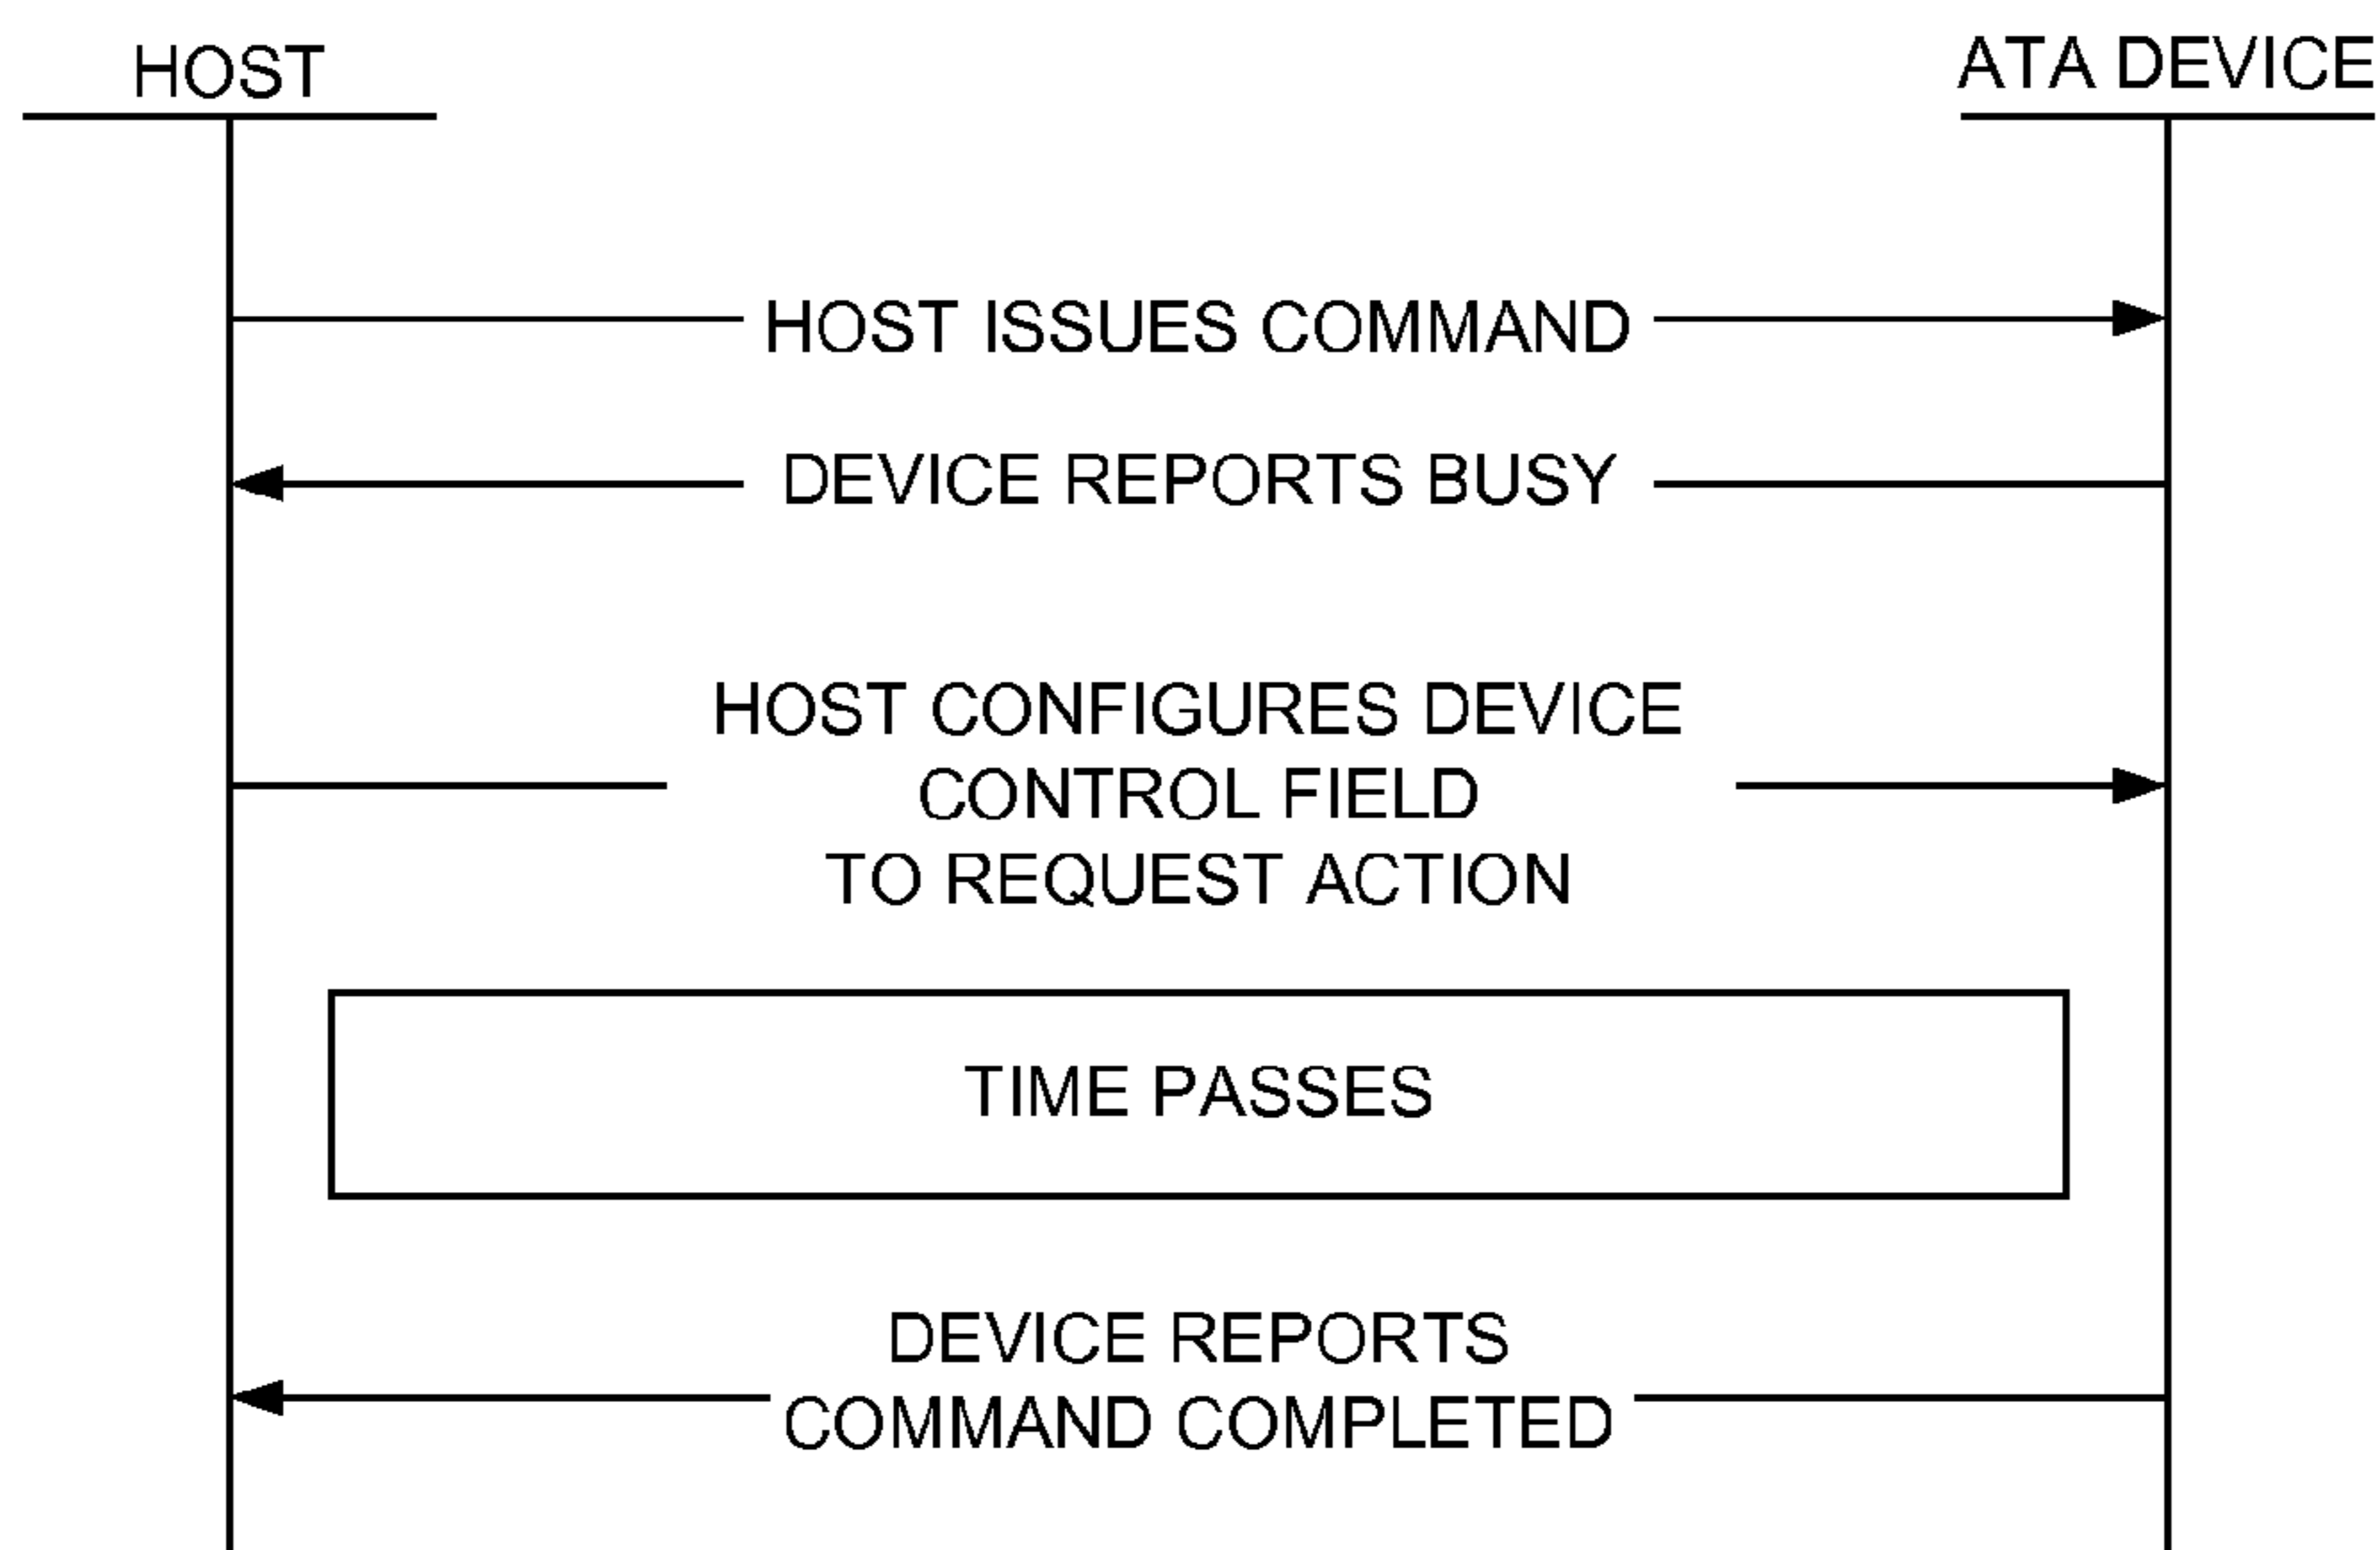 HOST
ATA DEVICE
HOST ISSUES COMMAND
DEVICE REPORTS BUSY
HOST CONFIGURES DEVICE
CONTROL FIELD
TO REQUEST ACTION
TIME PASSES
DEVICE REPORTS
COMMAND COMPLETED